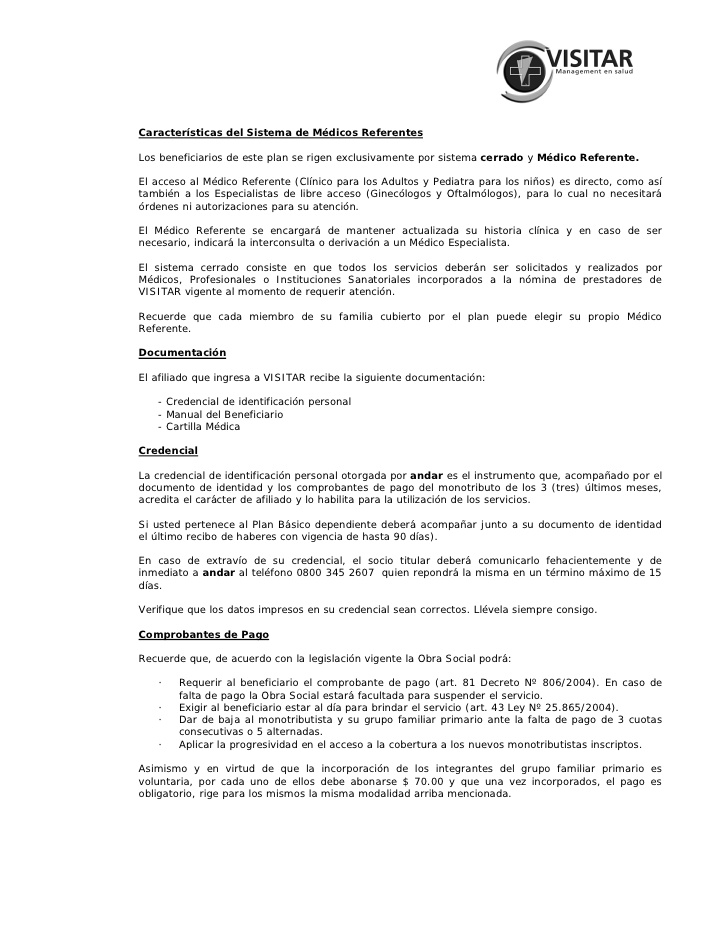 VISITAR
Management en salud
Características del Sistema de Médicos Referentes
Los beneficiarios de este plan se rigen exclusivamente por sistema cerrado y Médico Referente.
El acceso al Médico Referente (Clínico para los Adultos y Pediatra para los niños) es directo, como así
también a los Especialistas de libre acceso (Ginecólogos y Oftalmólogos), para lo cual no necesitará
órdenes ni autorizaciones para su atención.
El Médico Referente se encargará de mantener actualizada su historia clínica y en caso de ser
necesario, indicará la interconsulta o derivación a un Médico Especialista.
El sistema cerrado consiste en que todos los servicios deberán ser solicitados y realizados por
Médicos, Profesionales o Instituciones Sanatoriales incorporados a la nómina de prestadores de
VISITAR vigente al momento de requerir atención.
Recuerde que cada miembro de su familia cubierto por el plan puede elegir su propio Médico
Referente.
Documentación
El afiliado que ingresa a VISITAR recibe la siguiente documentación:
- Credencial de identificación personal
- Manual del Beneficiario
- Cartilla Médica
Credencial
La credencial de identificación personal otorgada por andar es el instrumento que, acompañado por el
documento de identidad y los comprobantes de pago del monotributo de los 3 (tres) últimos meses,
acredita el carácter de afiliado y lo habilita para la utilización de los servicios.
Si usted pertenece al Plan Básico dependiente deberá acompañar junto a su documento de identidad
el último recibo de haberes con vigencia de hasta 90 días).
En caso de extravío de su credencial, el socio titular deberá comunicarlo fehacientemente y de
inmediato a andar al teléfono 0800 345 2607 quien repondrá la misma en un término máximo de 15
días.
Verifique que los datos impresos en su credencial sean correctos. Llévela siempre consigo.
Comprobantes de Pago
Recuerde que, de acuerdo con la legislación vigente la Obra Social podrá:
· Requerir al beneficiario el comprobante de pago (art. 81 Decreto Nº 806/2004). En caso de
falta de pago la Obra Social estará facultada para suspender el servicio.
· Exigir al beneficiario estar al día para brindar el servicio (art. 43 Ley Nº 25.865/2004).
· Dar de baja al monotributista y su grupo familiar primario ante la falta de pago de 3 cuotas
consecutivas o 5 alternadas.
· Aplicar la progresividad en el acceso a la cobertura a los nuevos monotributistas inscriptos.
Asimismo y en virtud de que la incorporación de los integrantes del grupo familiar primario es
voluntaria, por cada uno de ellos debe abonarse $ 70.00 y que una vez incorporados, el pago es
obligatorio, rige para los mismos la misma modalidad arriba mencionada.